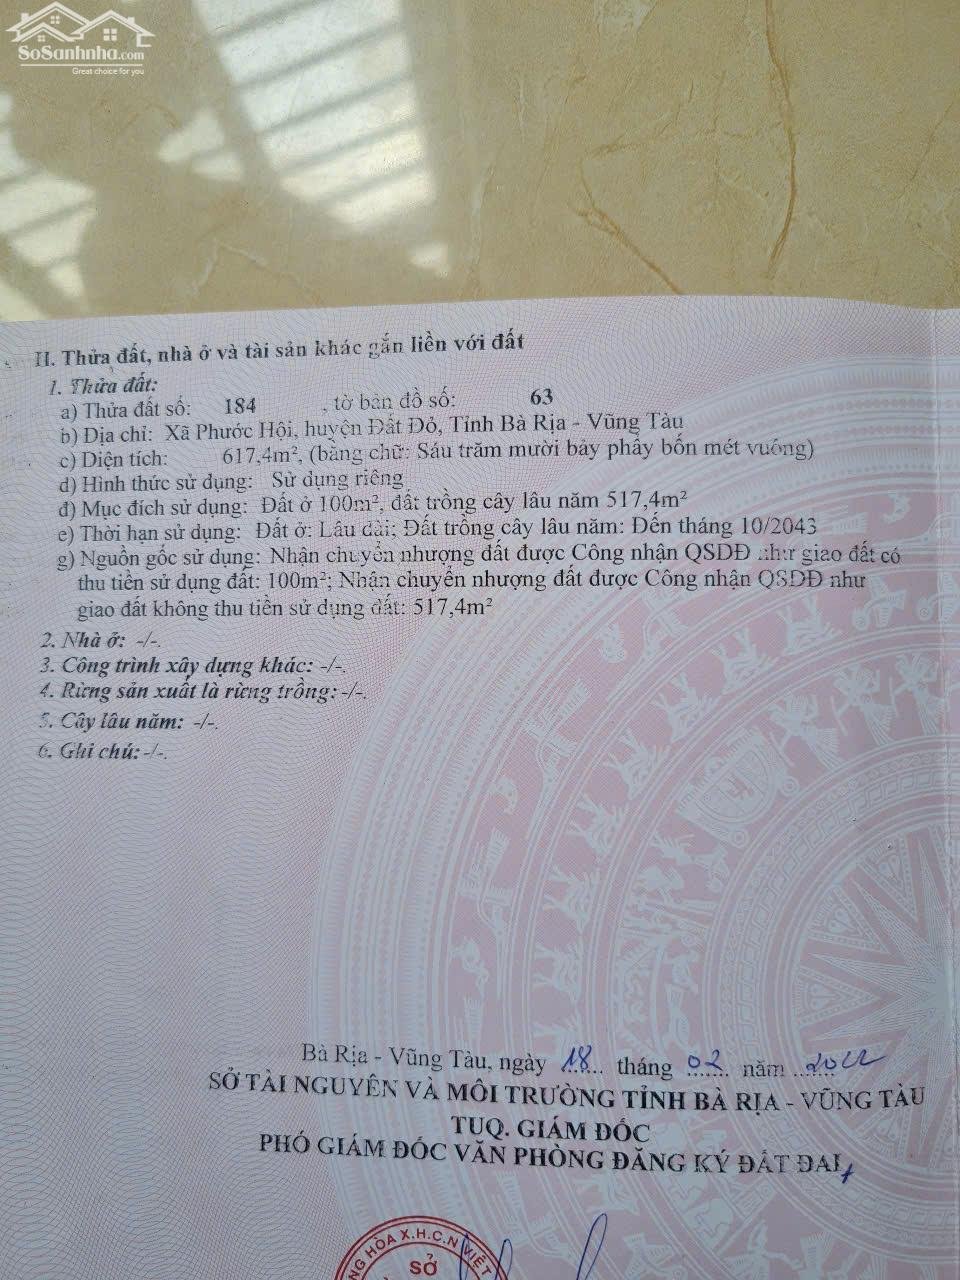 SoSanhnha.com
Great choice for you
II. Thửa đất, nhà ở và tài sản khác gắn liền với đất
1. Thửa đất:
a) Thửa đất số: 184 , tờ bản đồ số: 63
b) Địa chỉ: Xã Phước Hội, huyện Đất Đỏ, Tỉnh Bà Rịa - Vũng Tàu
c) Diện tích: 617,4m², (bằng chữ: Sáu trăm mười bảy phẩy bốn mét vuông)
d) Hình thức sử dụng: Sử dụng riêng
đ) Mục đích sử dụng: Đất ở 100m², đất trồng cây lâu năm 517,4m²
e) Thời hạn sử dụng: Đất ở: Lâu dài; Đất trồng cây lâu năm: Đến tháng 10/2043
g) Nguồn gốc sử dụng: Nhận chuyển nhượng đất được Công nhận QSDĐ như giao đất có
thu tiền sử dụng đất: 100m²; Nhận chuyển nhượng đất được Công nhận QSDĐ như
giao đất không thu tiền sử dụng đất: 517,4m²
2. Nhà ở: -/-.
3. Công trình xây dựng khác: -/-.
4. Rừng sản xuất là rừng trồng: -/-.
5. Cây lâu năm: -/-.
6. Ghi chú: -/-.
Bà Rịa - Vũng Tàu, ngày 18 tháng 02 năm 2022
SỞ TÀI NGUYÊN VÀ MÔI TRƯỜNG TỈNH BÀ RỊA - VŨNG TÀU
TUQ. GIÁM ĐỐC
PHÓ GIÁM ĐỐC VĂN PHÒNG ĐĂNG KÝ ĐẤT ĐAI
HÒA X.H.C.N VIỆT
SỞ